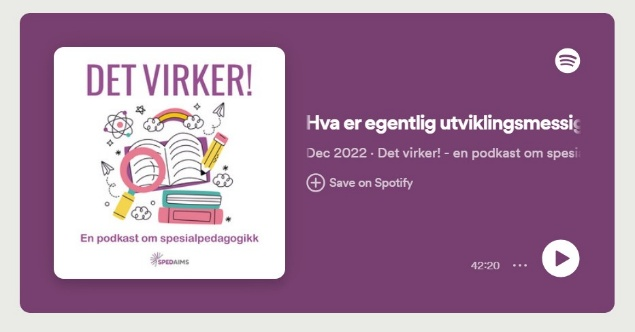 DET VIRKER!
En podkast om spesialpedagogikk
SPEDAIMS
Hva er egentlig utviklingsmessig
Dec 2022 · Det virker! - en podkast om spesi
Save on Spotify
42:20